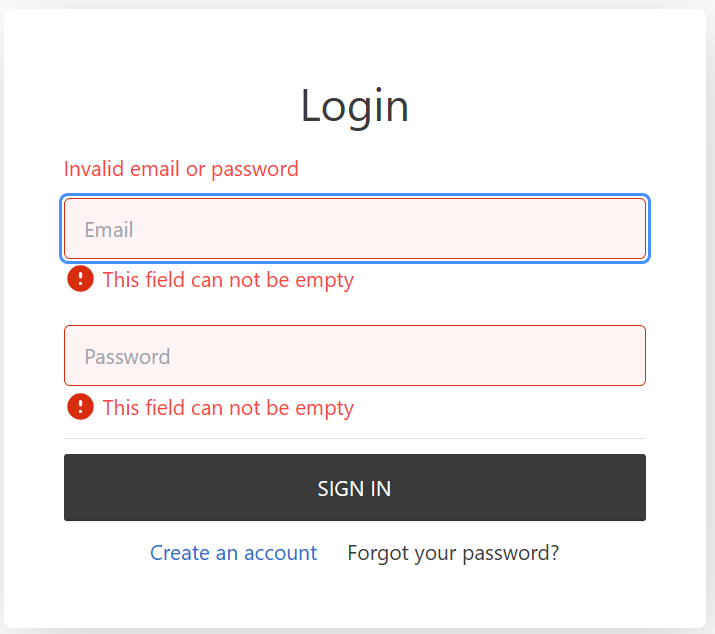 Login
Invalid email or password
Email
This field can not be empty
Password
This field can not be empty
SIGN IN
Create an account Forgot your password?